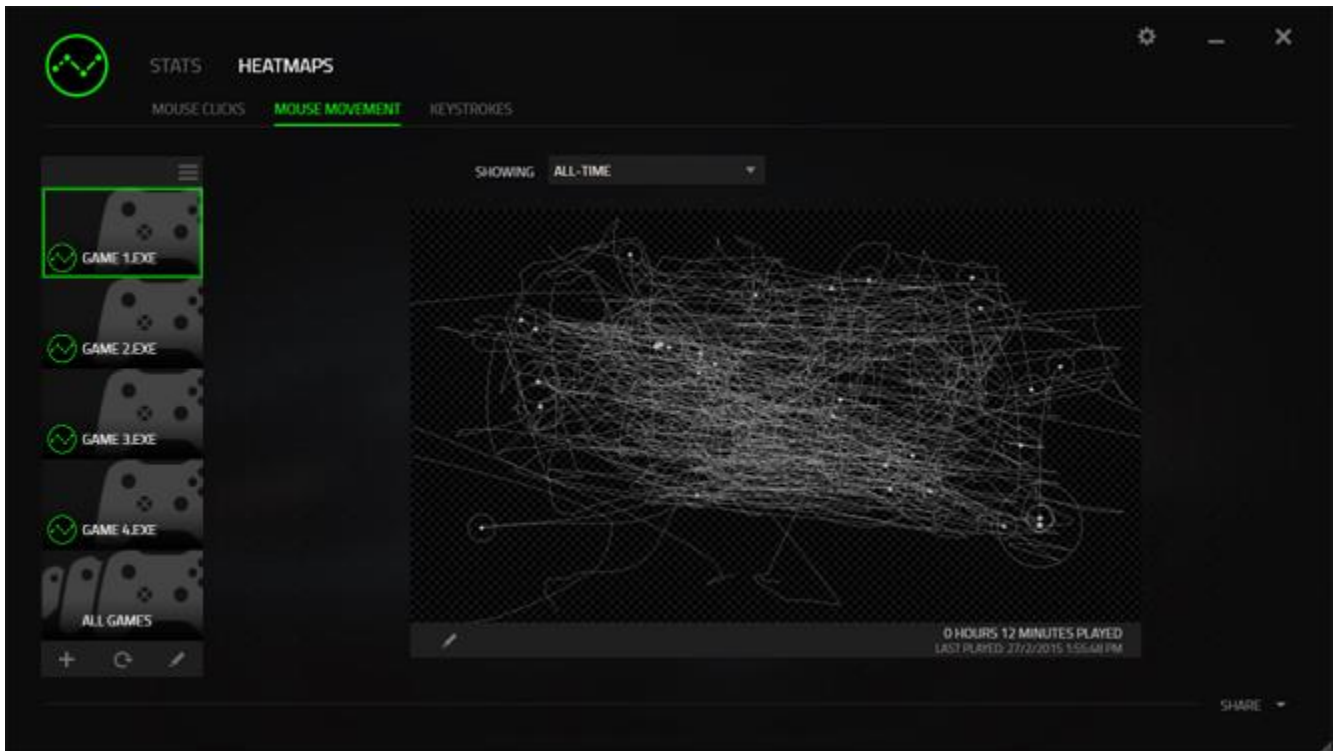 STATS HEATMAPS
MOUSE CLICKS MOUSE MOVEMENT KEYSTROKES
SHOWING ALL-TIME
GAME 1.EXE
GAME 2.EXE
GAME 3.EXE
GAME 4.EXE
ALL GAMES
0 HOURS 12 MINUTES PLAYED
LAST PLAYED: 27/2/2015 1:55:48 PM
SHARE